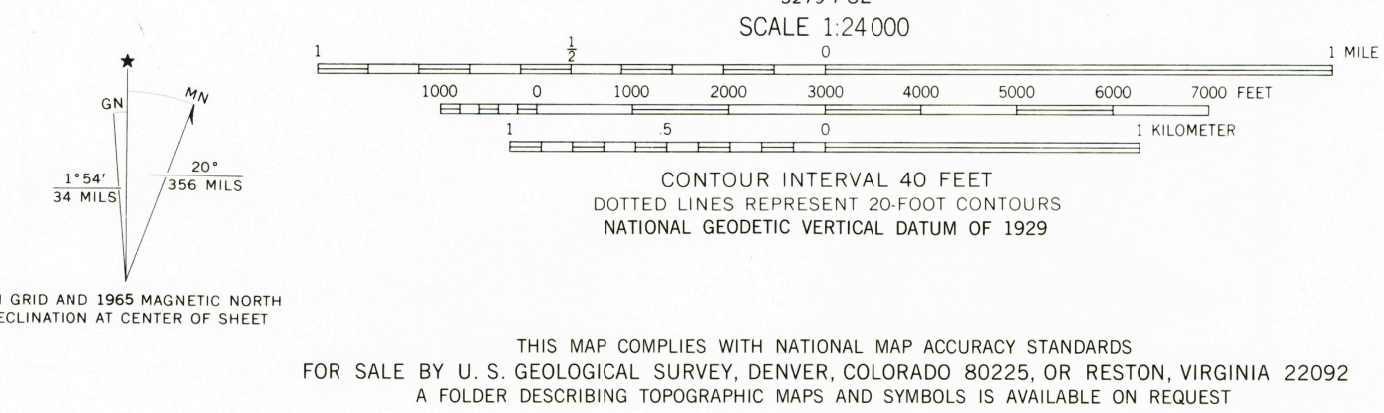 SCALE 1:24 000
1 1/2 0 1 MILE
1000 0 1000 2000 3000 4000 5000 6000 7000 FEET
1 .5 0 1 KILOMETER
CONTOUR INTERVAL 40 FEET
DOTTED LINES REPRESENT 20-FOOT CONTOURS
NATIONAL GEODETIC VERTICAL DATUM OF 1929
★
GN
MN
1°54′
34 MILS
20°
356 MILS
GRID AND 1965 MAGNETIC NORTH
ECLINATION AT CENTER OF SHEET
THIS MAP COMPLIES WITH NATIONAL MAP ACCURACY STANDARDS
FOR SALE BY U. S. GEOLOGICAL SURVEY, DENVER, COLORADO 80225, OR RESTON, VIRGINIA 22092
A FOLDER DESCRIBING TOPOGRAPHIC MAPS AND SYMBOLS IS AVAILABLE ON REQUEST